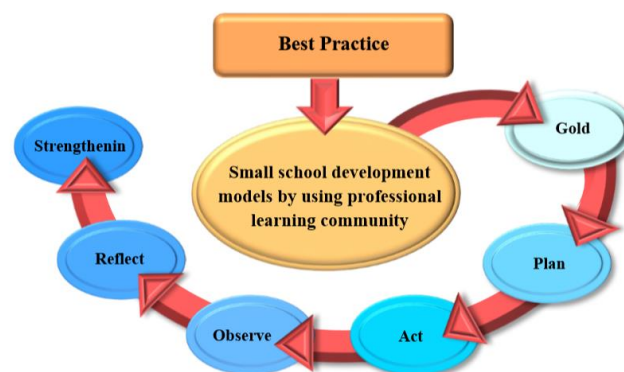 Best Practice
Small school development
models by using professional
learning community
Gold
Plan
Act
Observe
Reflect
Strengthenin